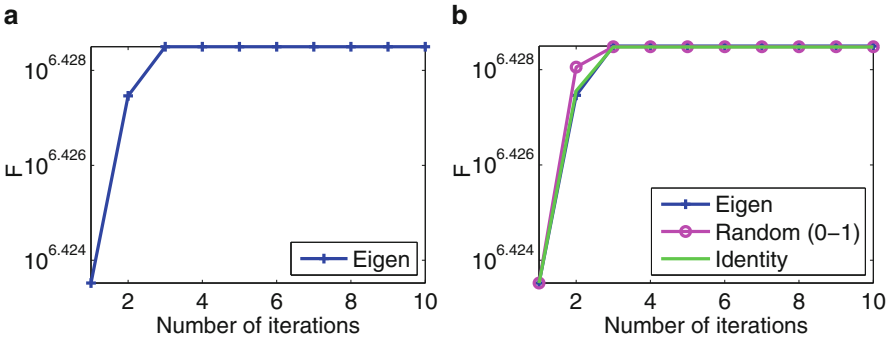 a
10^6.428
10^6.426
10^6.424
F
2 4 6 8 10
Number of iterations
Eigen
b
10^6.428
10^6.426
10^6.424
F
2 4 6 8 10
Number of iterations
Eigen
Random (0−1)
Identity